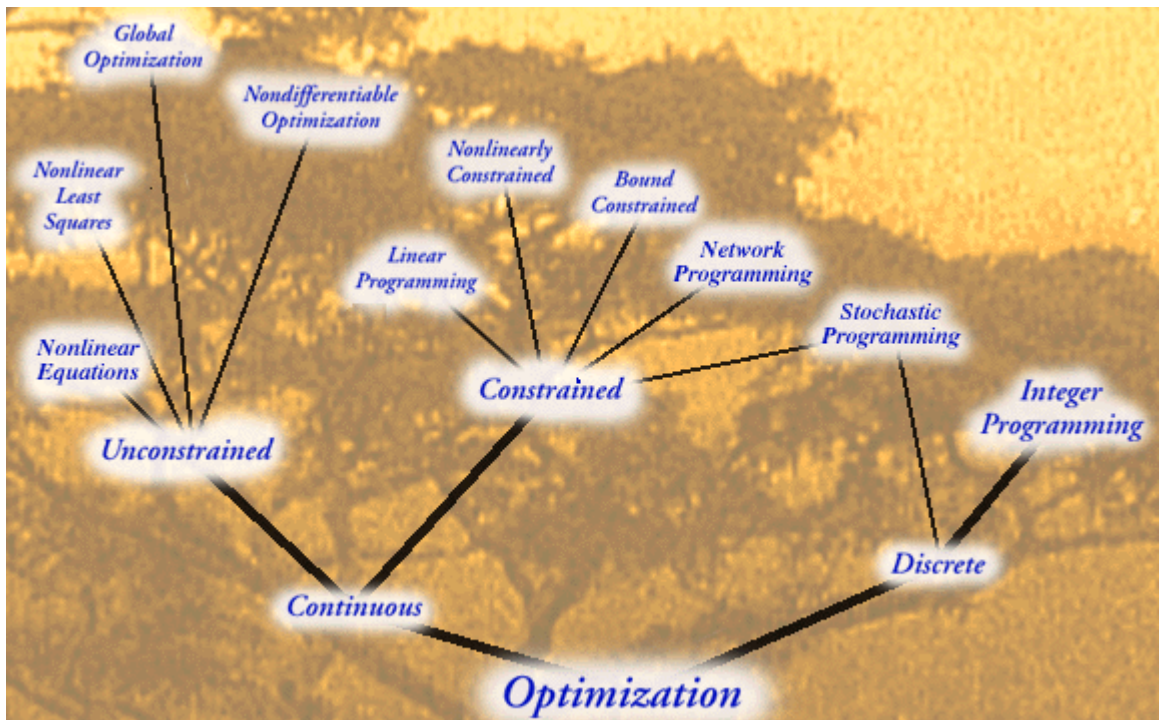 Global
Optimization
Nondifferentiable
Optimization
Nonlinearly
Constrained
Nonlinear
Least
Squares
Bound
Constrained
Linear
Programming
Network
Programming
Stochastic
Programming
Nonlinear
Equations
Constrained
Integer
Programming
Unconstrained
Discrete
Continuous
Optimization